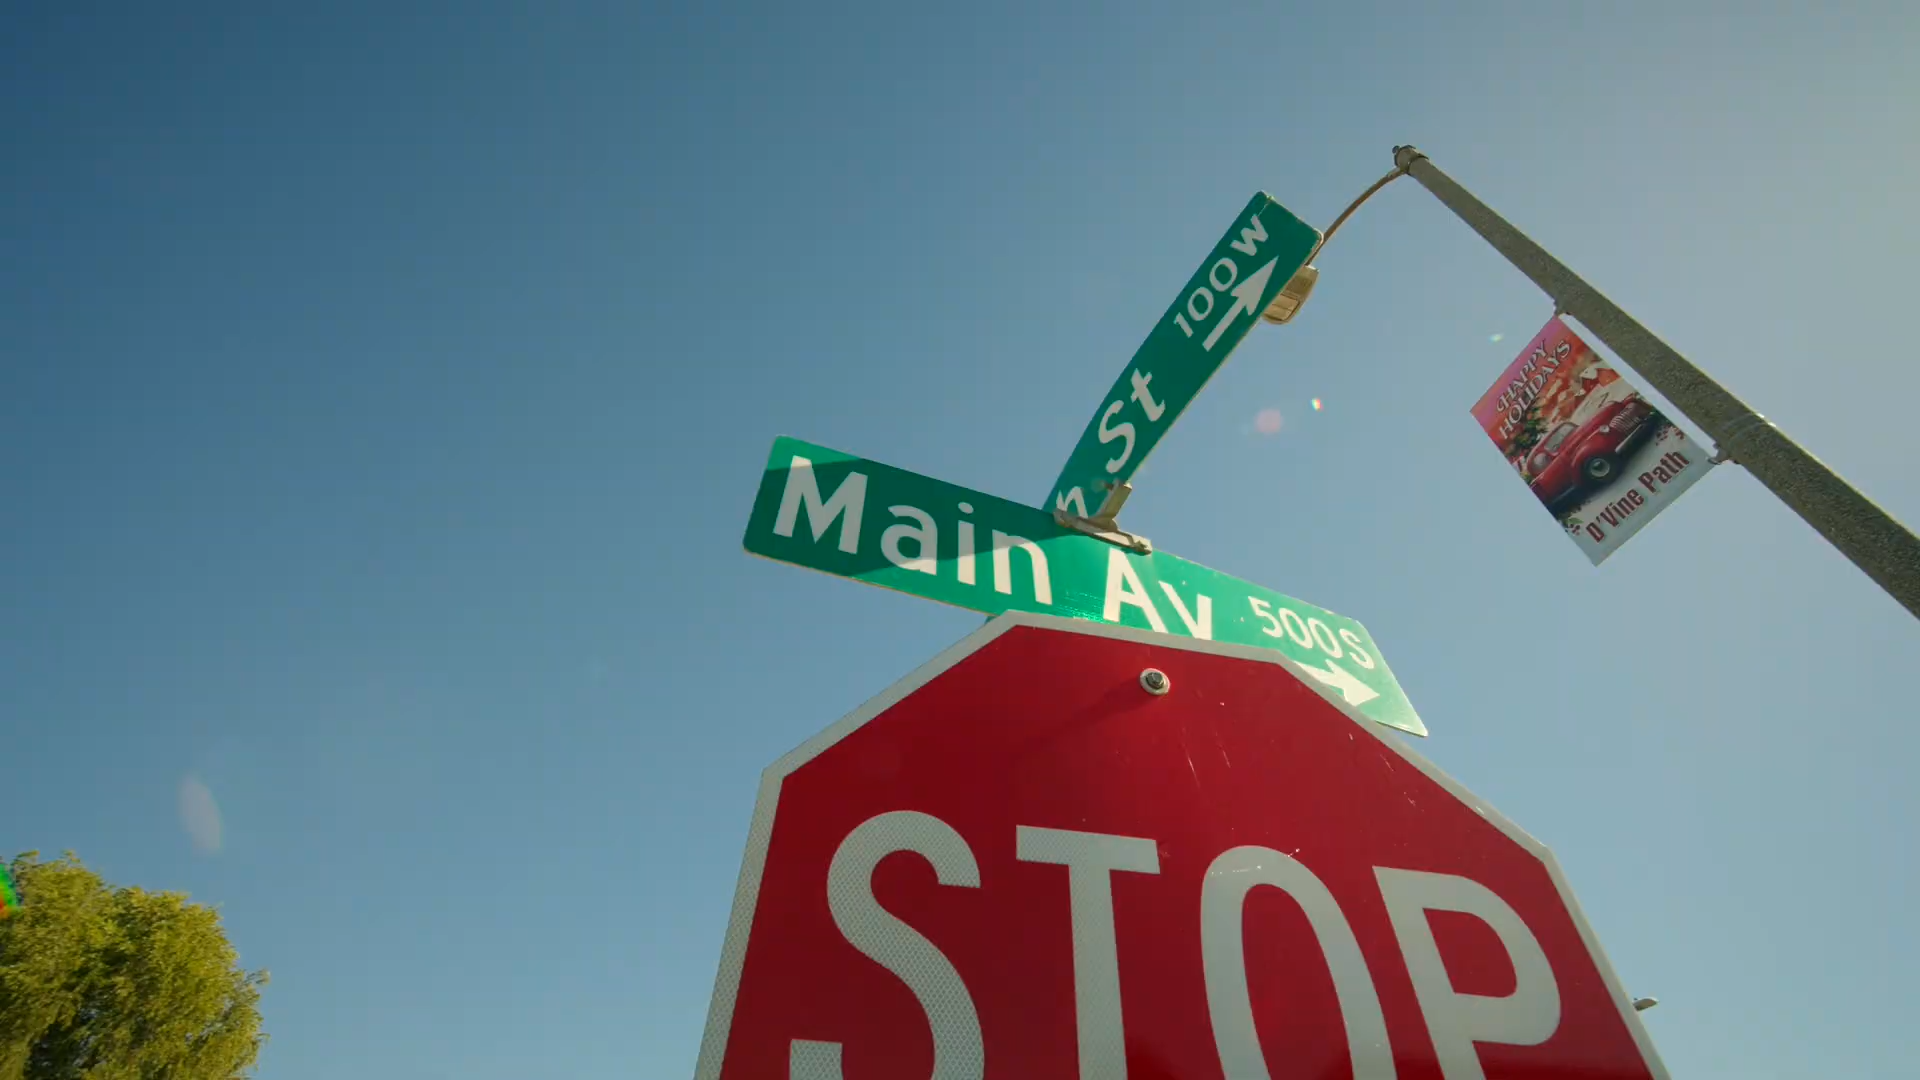 100W
St
Main Av 500S
HAPPY
HOLIDAYS
D'Vine Path
STOP